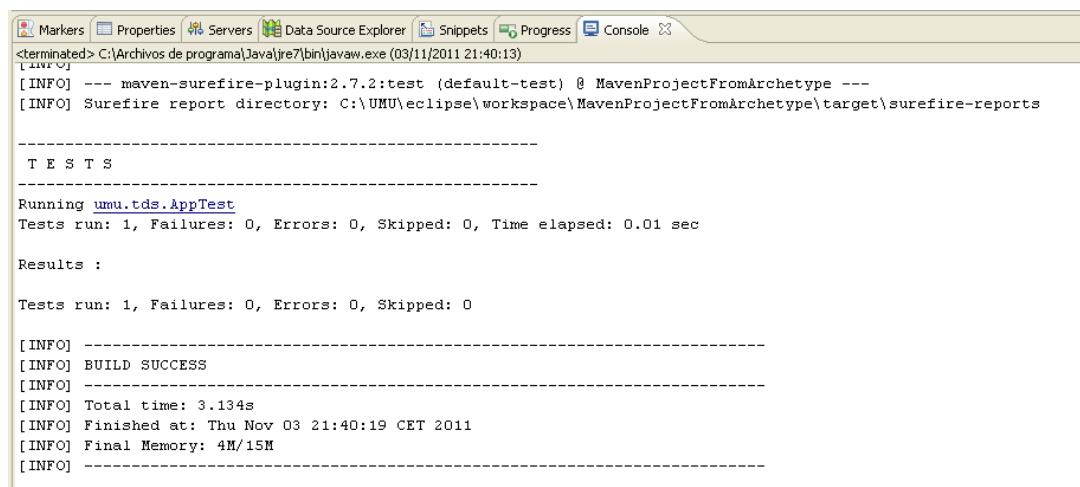 Markers Properties Servers Data Source Explorer Snippets Progress Console
<terminated> C:\Archivos de programa\Java\jre7\bin\javaw.exe (03/11/2011 21:40:13)
[INFO]
[INFO] --- maven-surefire-plugin:2.7.2:test (default-test) @ MavenProjectFromArchetype ---
[INFO] Surefire report directory: C:\UMU\eclipse\workspace\MavenProjectFromArchetype\target\surefire-reports
-------------------------------------------------------
T E S T S
-------------------------------------------------------
Running umu.tds.AppTest
Tests run: 1, Failures: 0, Errors: 0, Skipped: 0, Time elapsed: 0.01 sec
Results :
Tests run: 1, Failures: 0, Errors: 0, Skipped: 0
[INFO] ------------------------------------------------------------------------
[INFO] BUILD SUCCESS
[INFO] ------------------------------------------------------------------------
[INFO] Total time: 3.134s
[INFO] Finished at: Thu Nov 03 21:40:19 CET 2011
[INFO] Final Memory: 4M/15M
[INFO] ------------------------------------------------------------------------